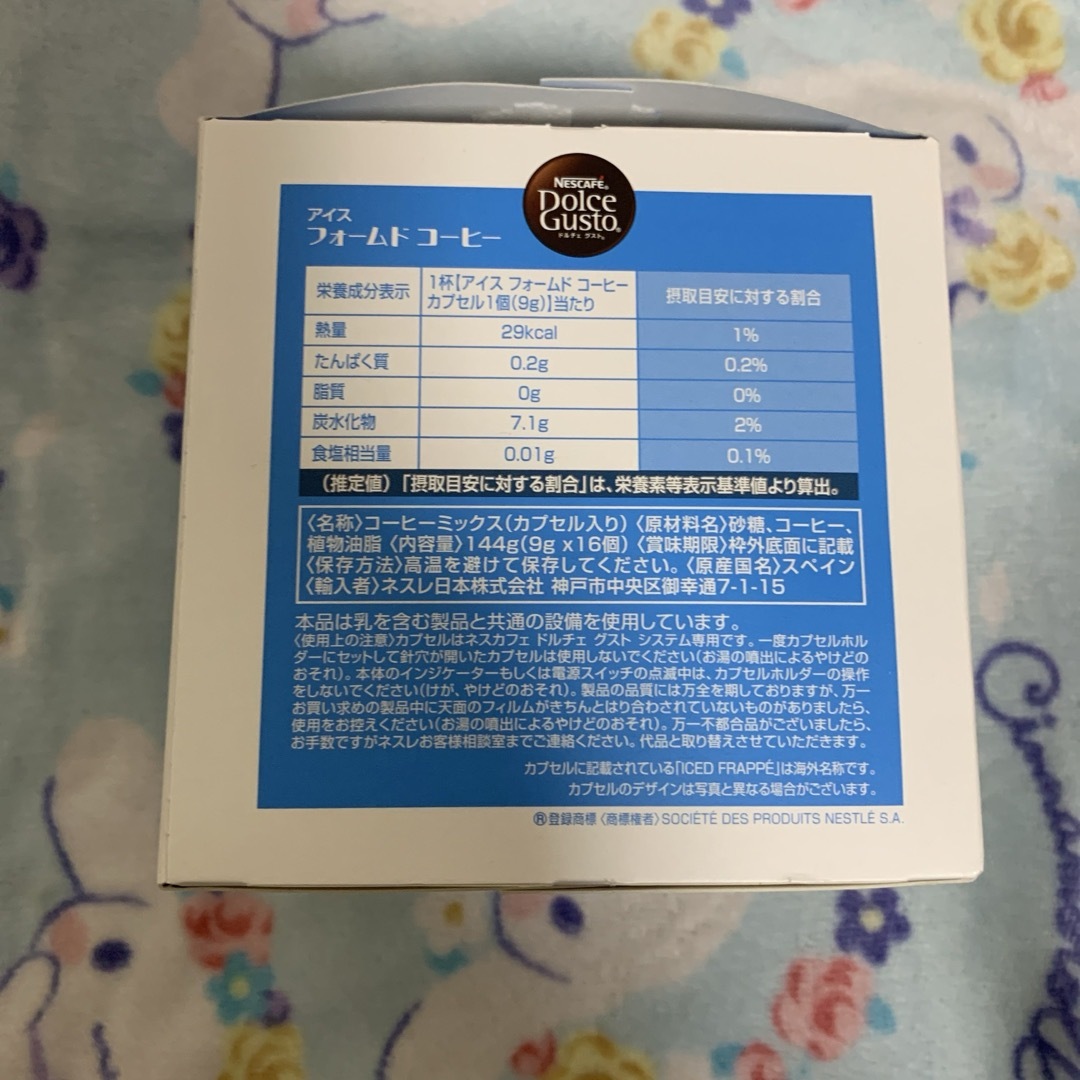 NESCAFÉ®
Dolce
Gusto®
ドルチェ グスト®
アイス
フォームド コーヒー
栄養成分表示 1杯【アイス フォームド コーヒー カプセル1個(9g)】当たり 摂取目安に対する割合
熱量 29kcal 1%
たんぱく質 0.2g 0.2%
脂質 0g 0%
炭水化物 7.1g 2%
食塩相当量 0.01g 0.1%
(推定値)「摂取目安に対する割合」は、栄養素等表示基準値より算出。
〈名称〉コーヒーミックス(カプセル入り)〈原材料名〉砂糖、コーヒー、
植物油脂〈内容量〉144g(9g x16個)〈賞味期限〉枠外底面に記載
〈保存方法〉高温を避けて保存してください。〈原産国名〉スペイン
〈輸入者〉ネスレ日本株式会社 神戸市中央区御幸通7-1-15
本品は乳を含む製品と共通の設備を使用しています。
〈使用上の注意〉カプセルはネスカフェ ドルチェ グスト システム専用です。一度カプセルホル
ダーにセットして針穴が開いたカプセルは使用しないでください(お湯の噴出によるやけどの
おそれ)。本体のインジケーターもしくは電源スイッチの点滅中は、カプセルホルダーの操作
をしないでください(けが、やけどのおそれ)。製品の品質には万全を期しておりますが、万一
お買い求めの製品中に天面のフィルムがきちんとはり合わされていないものがありましたら、
使用をお控えください(お湯の噴出によるやけどのおそれ)。万一不都合品がございましたら、
お手数ですがネスレお客様相談室までご連絡ください。代品と取り替えさせていただきます。
カプセルに記載されている「ICED FRAPPÉ」は海外名称です。
カプセルのデザインは写真と異なる場合がございます。
®登録商標〈商標権者〉SOCIÉTÉ DES PRODUITS NESTLÉ S.A.